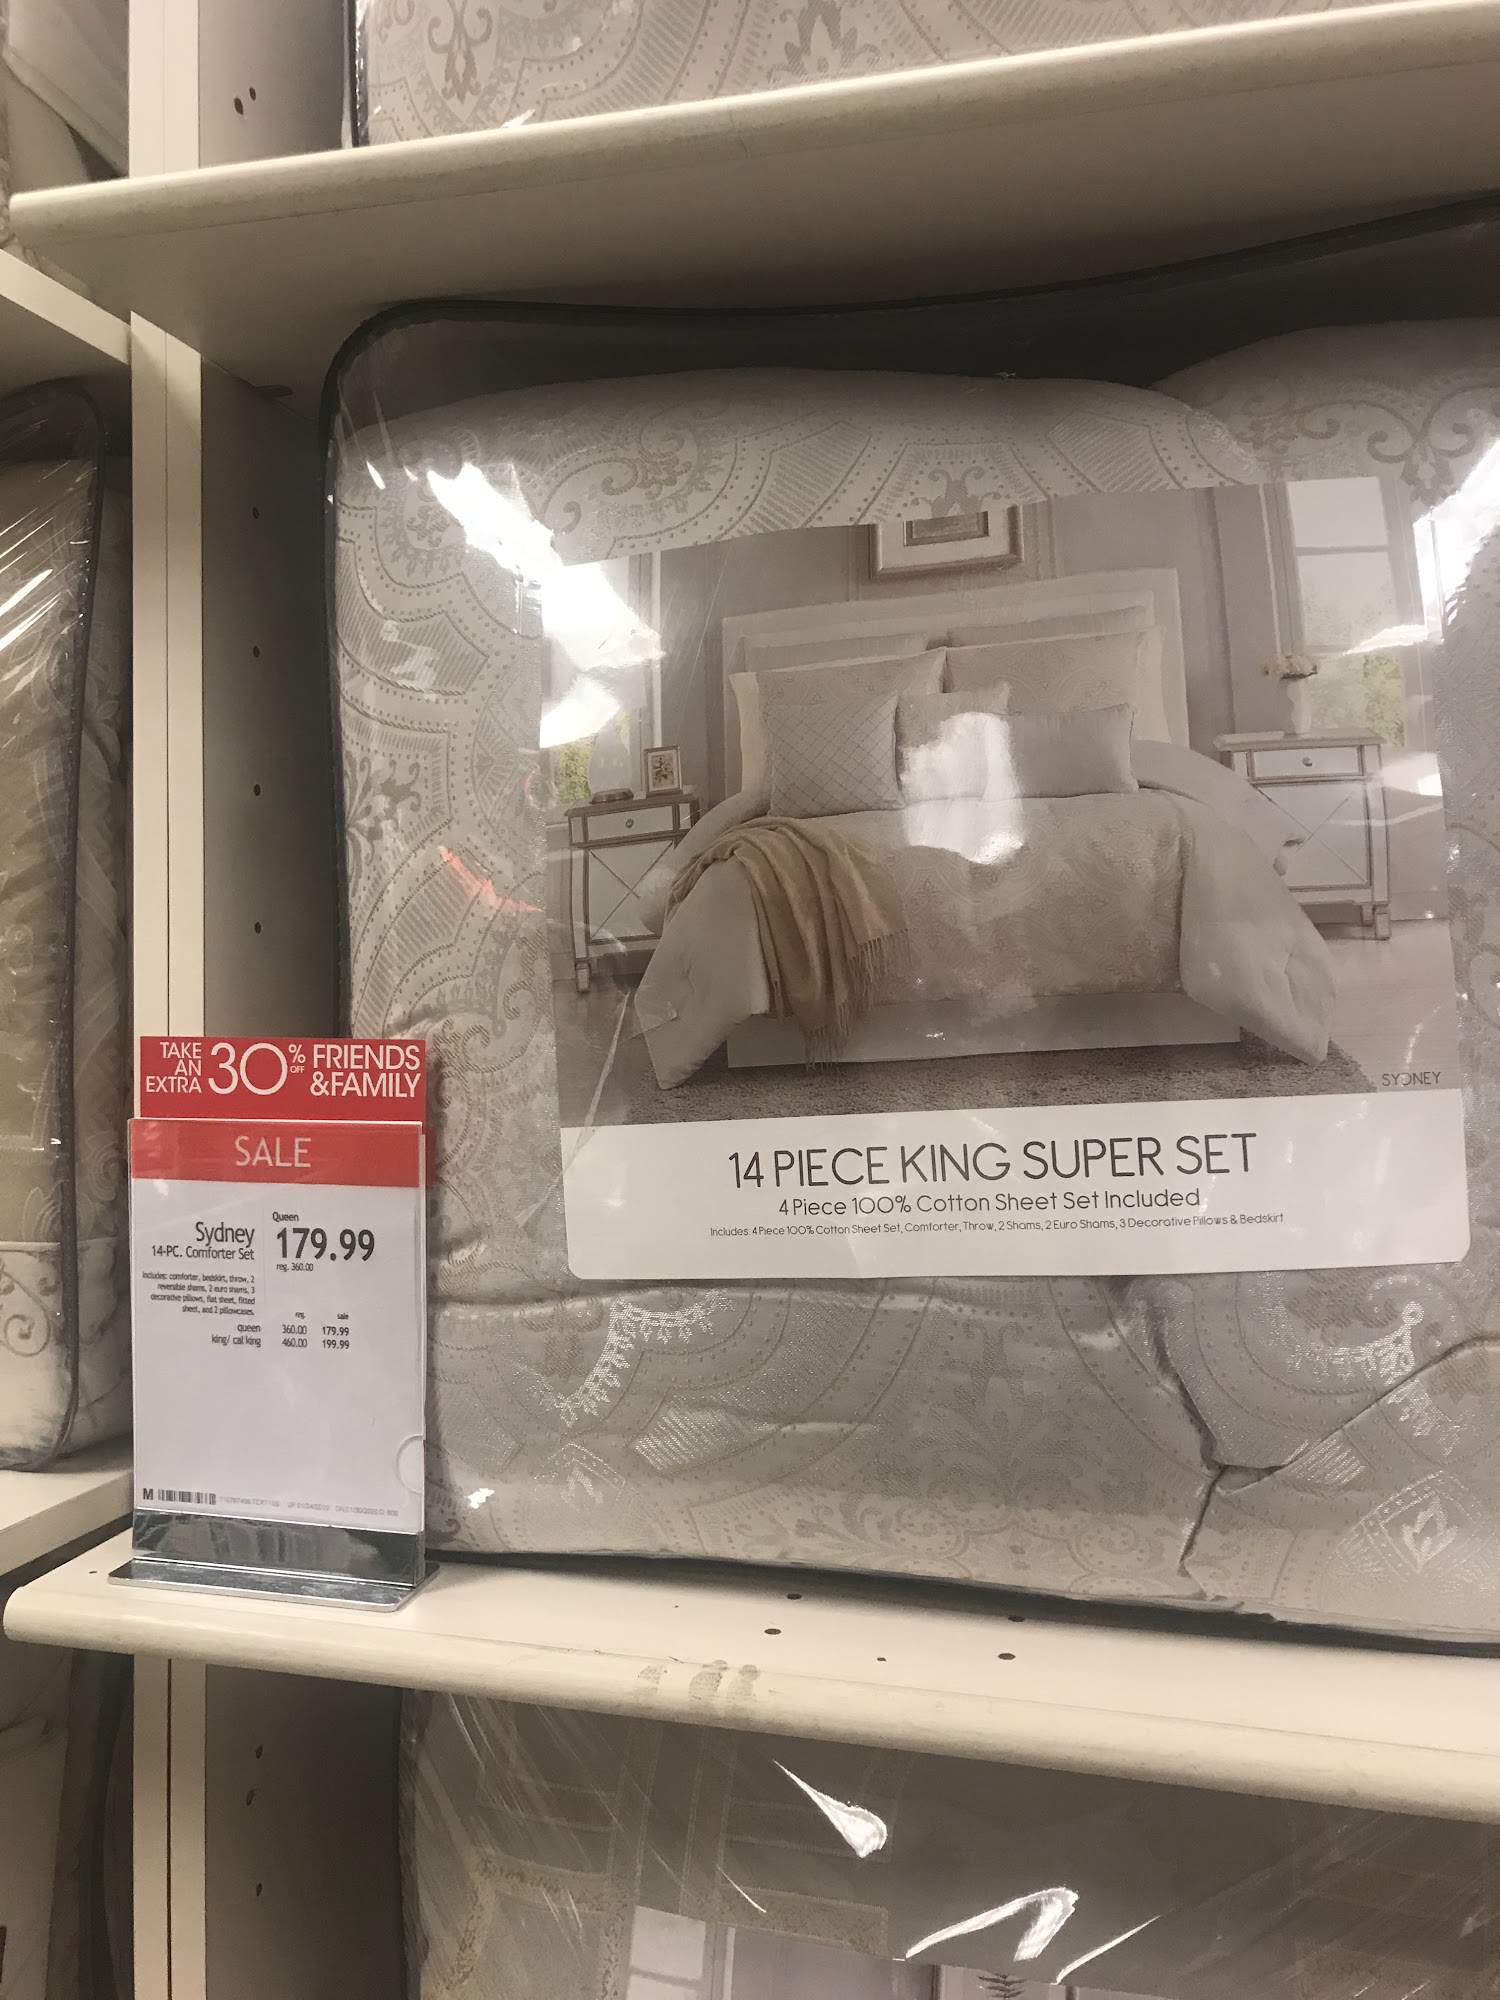 TAKE AN EXTRA 30% OFF FRIENDS &FAMILY
SALE
Sydney
14-PC. Comforter Set
Queen
179.99
reg. 360.00
includes: comforter, bedskirt, throw, 2
reversible shams, 2 euro shams, 3
decorative pillows, flat sheet, fitted
sheet, and 2 pillowcases.
reg. sale
queen 360.00 179.99
king/ cal king 460.00 199.99
M
SYDNEY
14 PIECE KING SUPER SET
4 Piece 100% Cotton Sheet Set Included
Includes: 4 Piece 100% Cotton Sheet Set, Comforter, Throw, 2 Shams, 2 Euro Shams, 3 Decorative Pillows & Bedskirt